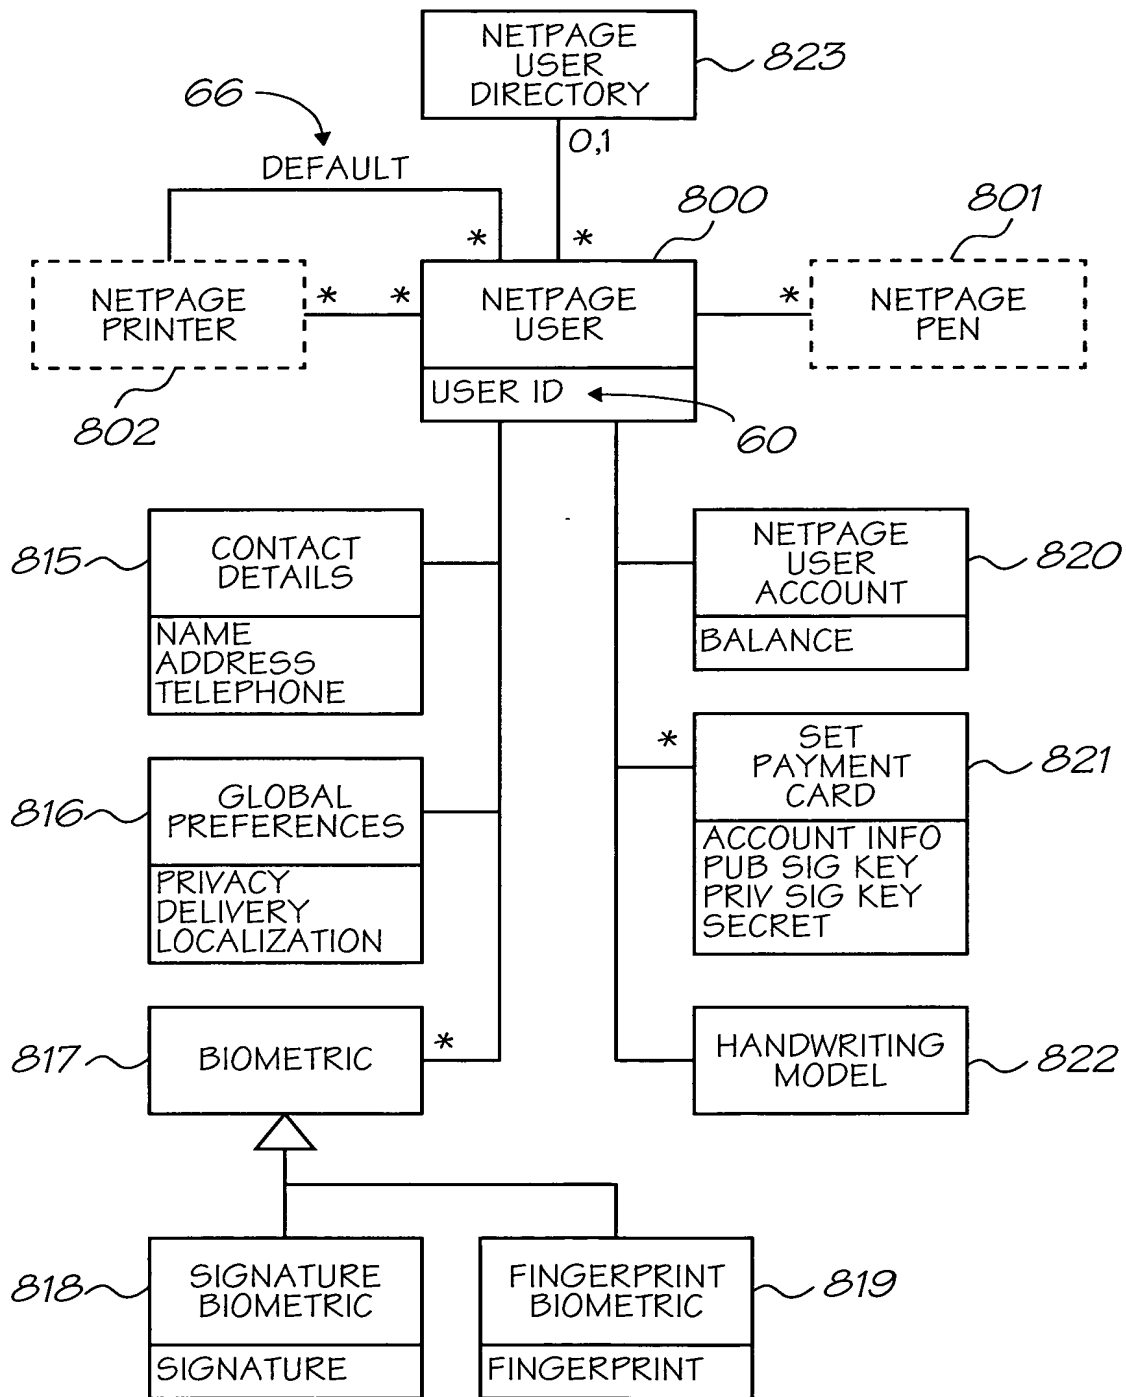 NETPAGE
USER
DIRECTORY
823
66
0,1
DEFAULT
800
801
*
*
NETPAGE
PRINTER
*
*
NETPAGE
USER
*
NETPAGE
PEN
USER ID
802
60
815
CONTACT
DETAILS
NAME
ADDRESS
TELEPHONE
NETPAGE
USER
ACCOUNT
820
BALANCE
816
GLOBAL
PREFERENCES
PRIVACY
DELIVERY
LOCALIZATION
*
SET
PAYMENT
CARD
821
ACCOUNT INFO
PUB SIG KEY
PRIV SIG KEY
SECRET
817
BIOMETRIC
*
HANDWRITING
MODEL
822
818
SIGNATURE
BIOMETRIC
SIGNATURE
FINGERPRINT
BIOMETRIC
819
FINGERPRINT